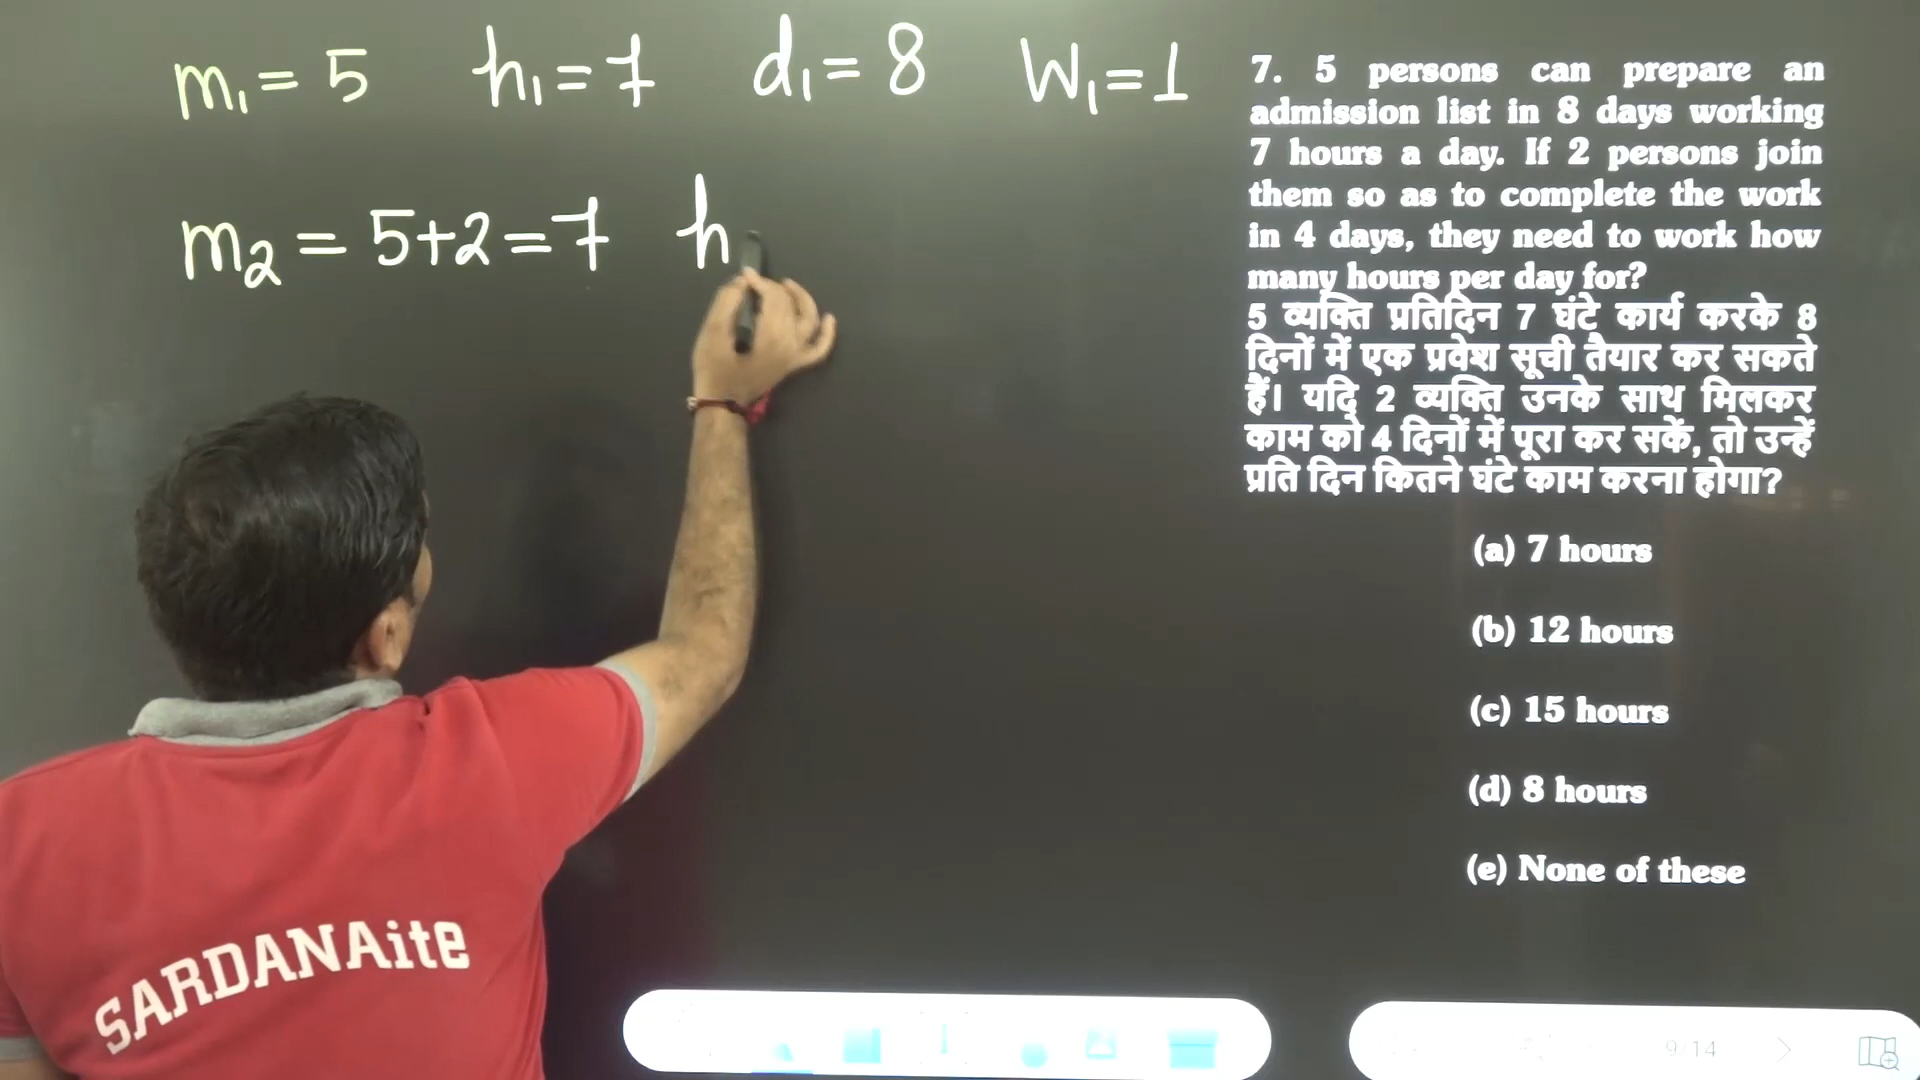 m₁ = 5 h₁ = 7 d₁ = 8 W₁ = 1
m₂ = 5+2 = 7 h
7. 5 persons can prepare an
admission list in 8 days working
7 hours a day. If 2 persons join
them so as to complete the work
in 4 days, they need to work how
many hours per day for?
5 व्यक्ति प्रतिदिन 7 घंटे कार्य करके 8
दिनों में एक प्रवेश सूची तैयार कर सकते
हैं। यदि 2 व्यक्ति उनके साथ मिलकर
काम को 4 दिनों में पूरा कर सकें, तो उन्हें
प्रति दिन कितने घंटे काम करना होगा?
(a) 7 hours
(b) 12 hours
(c) 15 hours
(d) 8 hours
(e) None of these
SARDANAite
9/14